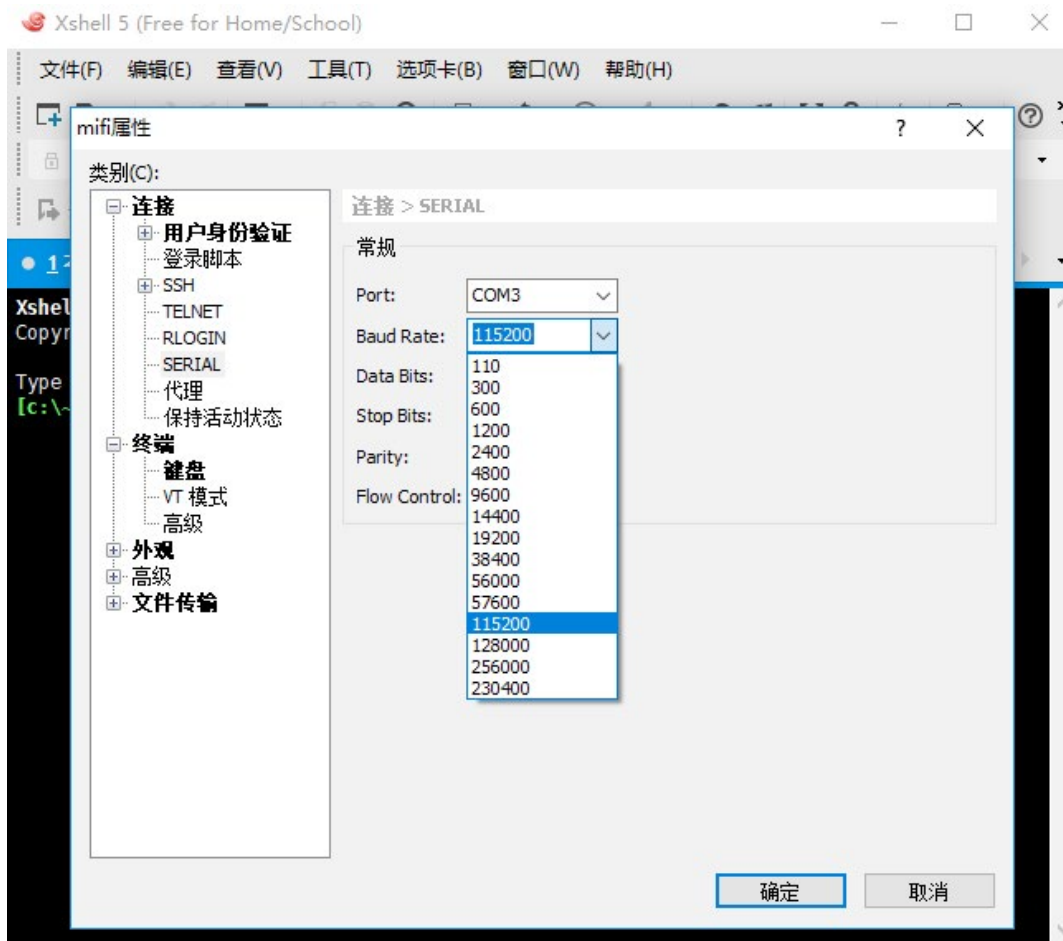 Xshell 5 (Free for Home/School)
文件(F) 编辑(E) 查看(V) 工具(T) 选项卡(B) 窗口(W) 帮助(H)
mifi属性
类别(C):
连接
用户身份验证
登录脚本
SSH
TELNET
RLOGIN
SERIAL
代理
保持活动状态
终端
键盘
VT 模式
高级
外观
高级
文件传输
连接 > SERIAL
常规
Port: COM3
Baud Rate: 115200
Data Bits:
Stop Bits:
Parity:
Flow Control:
110
300
600
1200
2400
4800
9600
14400
19200
38400
56000
57600
115200
128000
256000
230400
确定 取消
1
Xshel
Copyr
Type
[c:\~